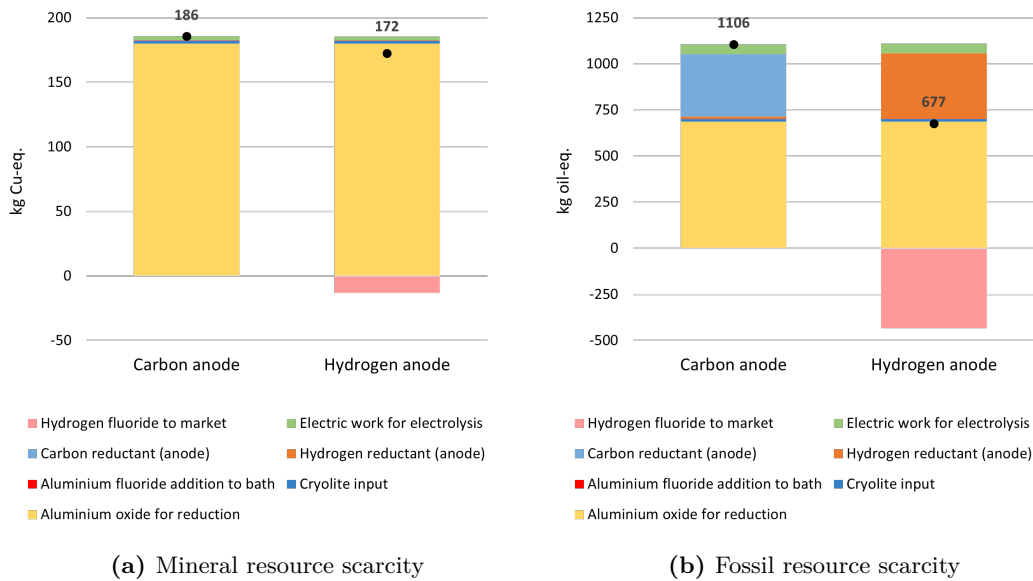 200
150
100
50
0
-50
kg Cu-eq.
186
172
Carbon anode
Hydrogen anode
Hydrogen fluoride to market
Electric work for electrolysis
Carbon reductant (anode)
Hydrogen reductant (anode)
Aluminium fluoride addition to bath
Cryolite input
Aluminium oxide for reduction
(a) Mineral resource scarcity
1250
1000
750
500
250
0
-250
-500
kg oil-eq.
1106
677
Carbon anode
Hydrogen anode
Hydrogen fluoride to market
Electric work for electrolysis
Carbon reductant (anode)
Hydrogen reductant (anode)
Aluminium fluoride addition to bath
Cryolite input
Aluminium oxide for reduction
(b) Fossil resource scarcity